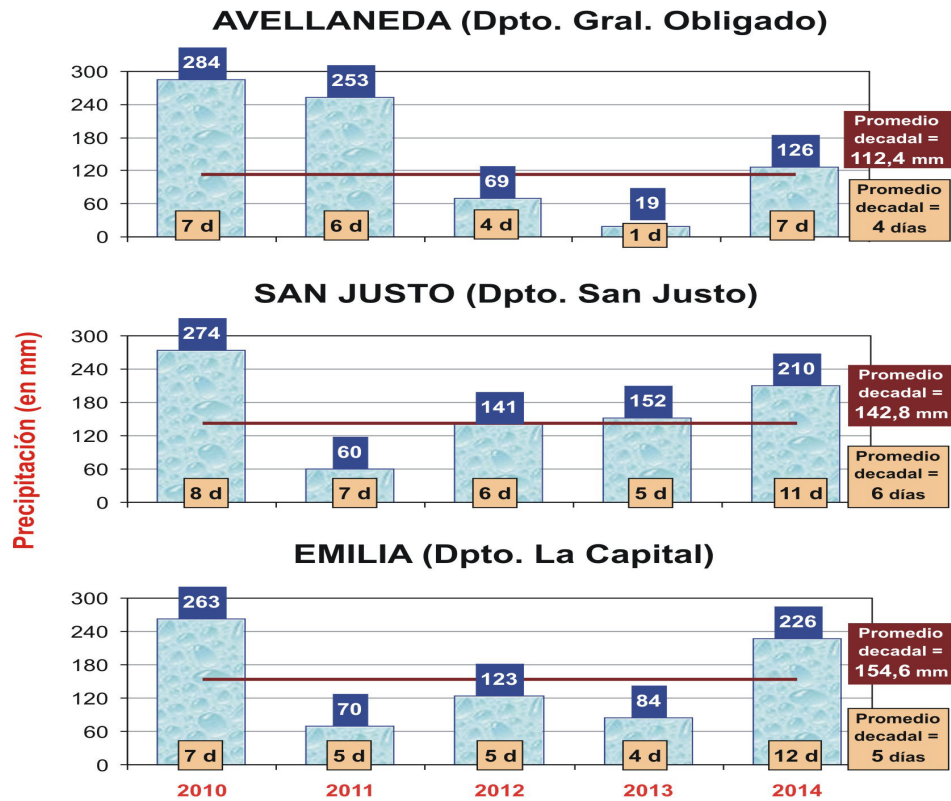 AVELLANEDA (Dpto. Gral. Obligado)
300
240
180
120
60
0
284
253
69
19
126
7 d
6 d
4 d
1 d
7 d
Promedio
decadal =
112,4 mm
Promedio
decadal =
4 días
Precipitación (en mm)
SAN JUSTO (Dpto. San Justo)
300
240
180
120
60
0
274
60
141
152
210
8 d
7 d
6 d
5 d
11 d
Promedio
decadal =
142,8 mm
Promedio
decadal =
6 días
EMILIA (Dpto. La Capital)
300
240
180
120
60
0
263
70
123
84
226
7 d
5 d
5 d
4 d
12 d
Promedio
decadal =
154,6 mm
Promedio
decadal =
5 días
2010
2011
2012
2013
2014